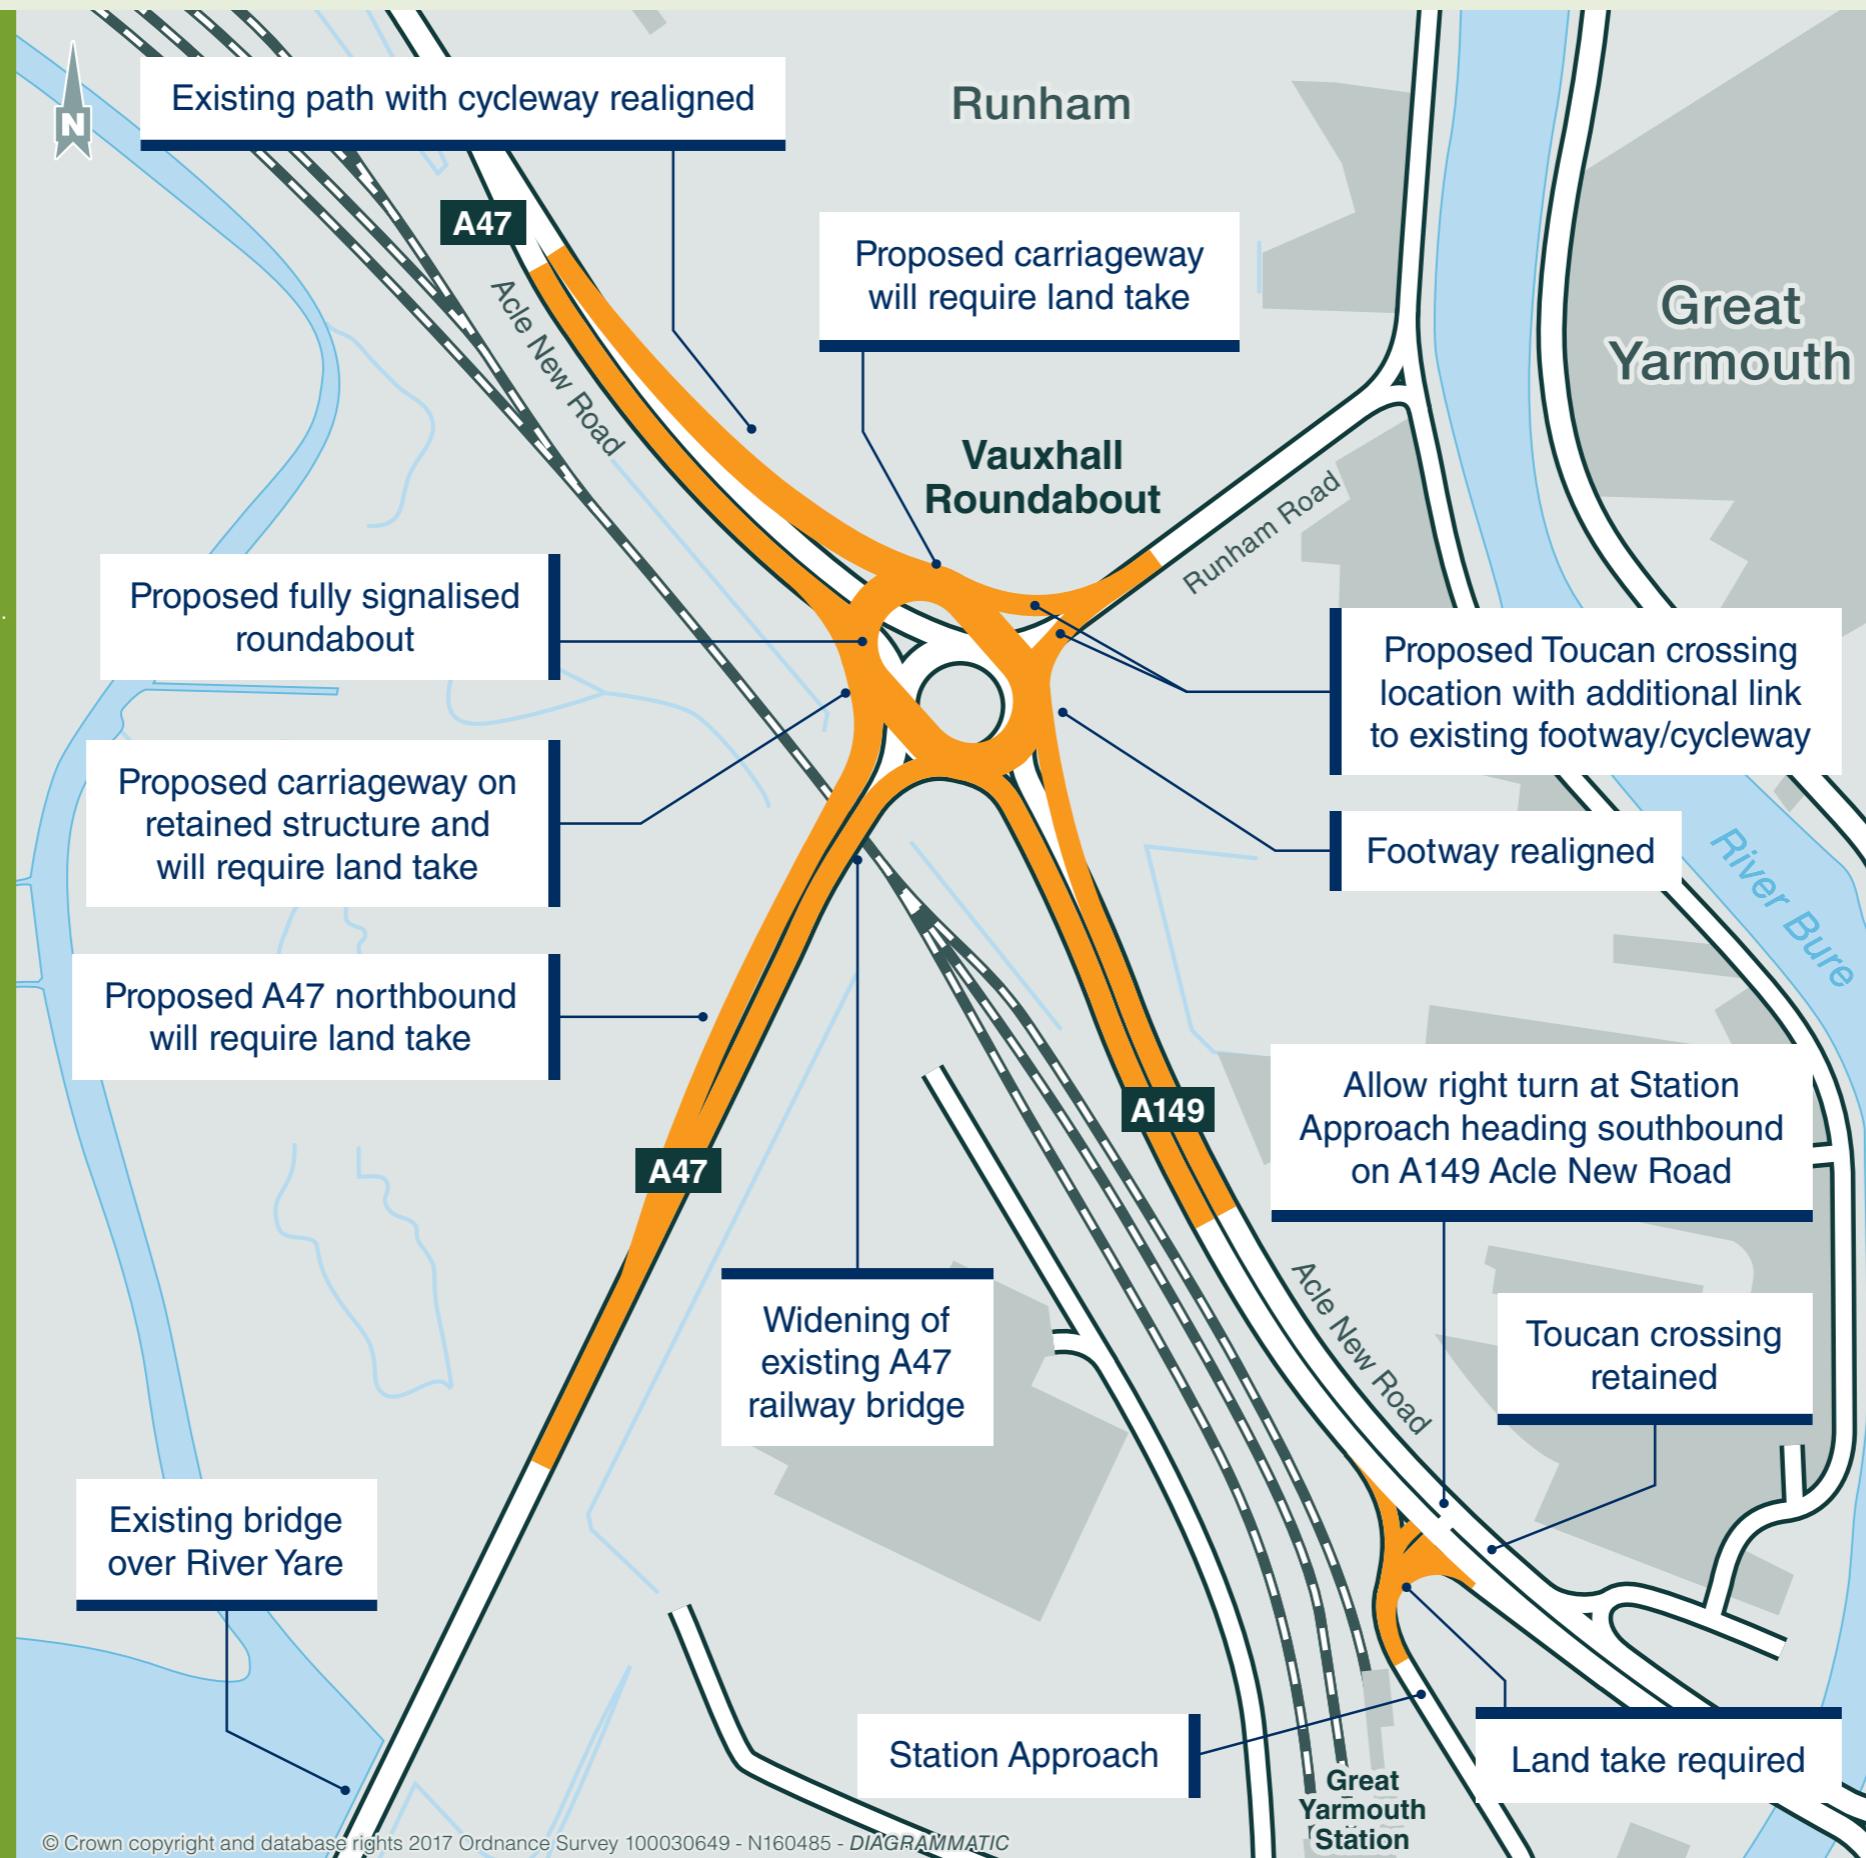 Existing path with cycleway realigned
N
Runham
A47
Proposed carriageway
will require land take
Great
Yarmouth
Acle New Road
Vauxhall
Roundabout
Runham Road
Proposed fully signalised
roundabout
Proposed Toucan crossing
location with additional link
to existing footway/cycleway
Proposed carriageway on
retained structure and
will require land take
Footway realigned
River Bure
Proposed A47 northbound
will require land take
A149
Allow right turn at Station
Approach heading southbound
on A149 Acle New Road
A47
Widening of
existing A47
railway bridge
Acle New Road
Toucan crossing
retained
Existing bridge
over River Yare
Station Approach
Land take required
Great
Yarmouth
Station
© Crown copyright and database rights 2017 Ordnance Survey 100030649 - N160485 - DIAGRAMMATIC